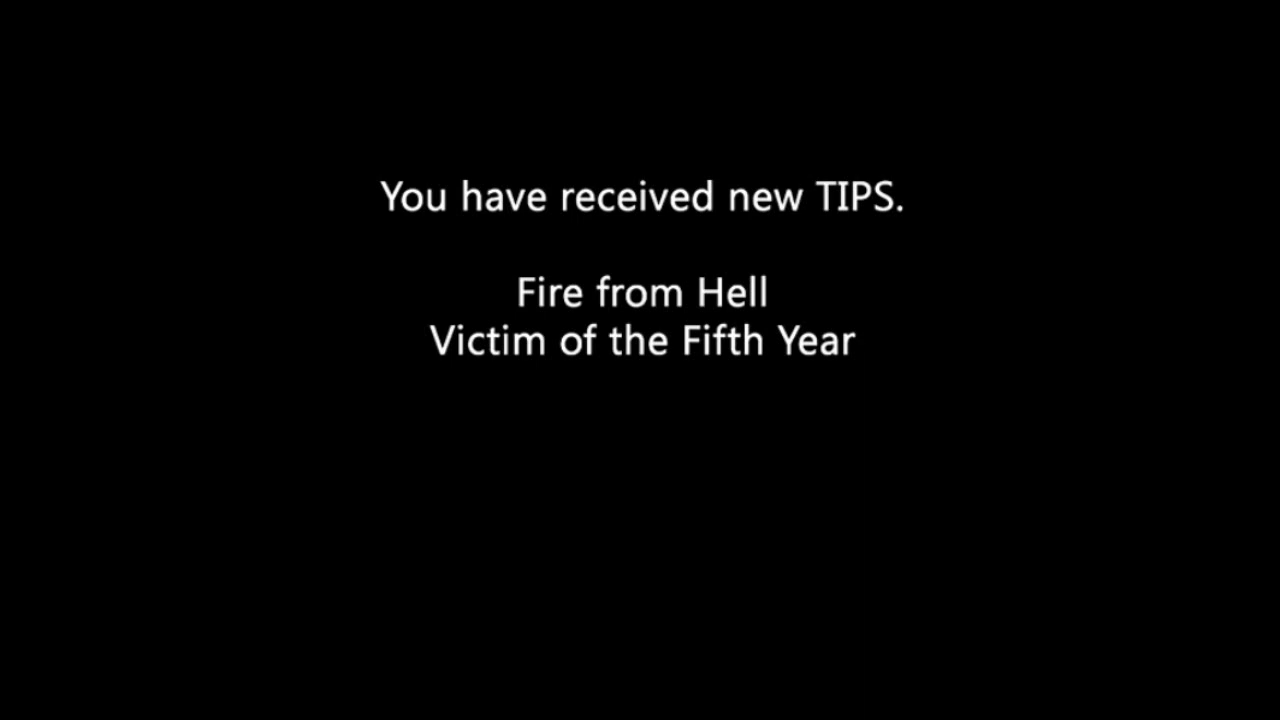 You have received new TIPS.
Fire from Hell
Victim of the Fifth Year